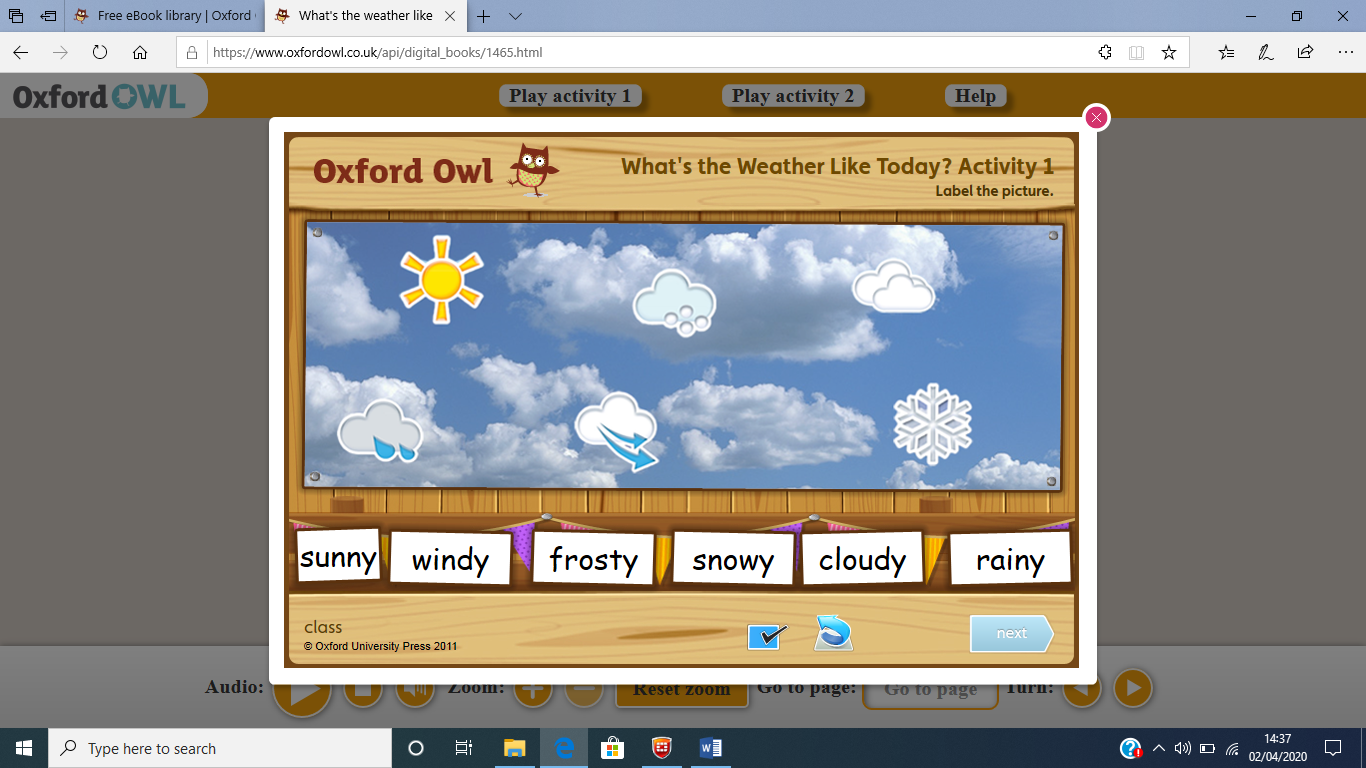 Free eBook library | Oxford
What's the weather like
https://www.oxfordowl.co.uk/api/digital_books/1465.html
Oxford OWL
Play activity 1
Play activity 2
Help
Oxford Owl
What's the Weather Like Today? Activity 1
Label the picture.
sunny
windy
frosty
snowy
cloudy
rainy
class
© Oxford University Press 2011
next
Audio:
Zoom:
Reset zoom
Go to page:
Go to page
Turn:
Type here to search
14:37
02/04/2020